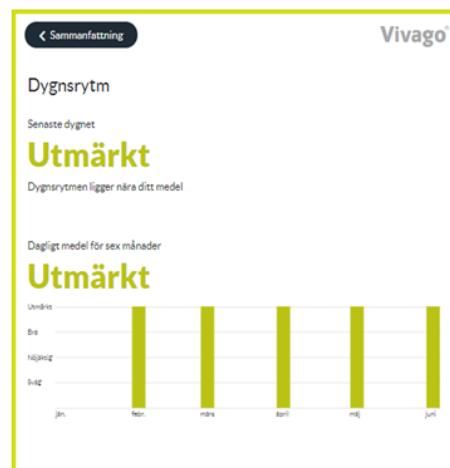 Sammanfattning
Vivago
Dygnsrytm
Senaste dygnet
Utmärkt
Dygnsrytmen ligger nära ditt medel
Dagligt medel för sex månader
Utmärkt
Utmärkt
Bra
Nöjaktig
Svag
jan. febr. mars april maj juni